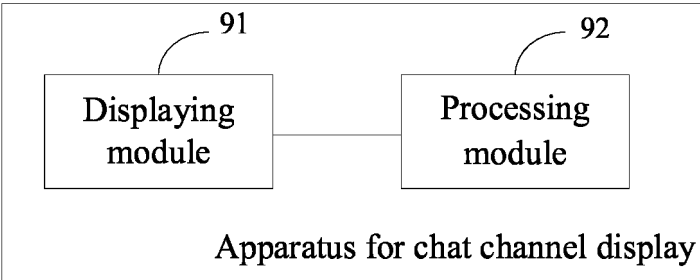 91
92
Displaying
module
Processing
module
Apparatus for chat channel display